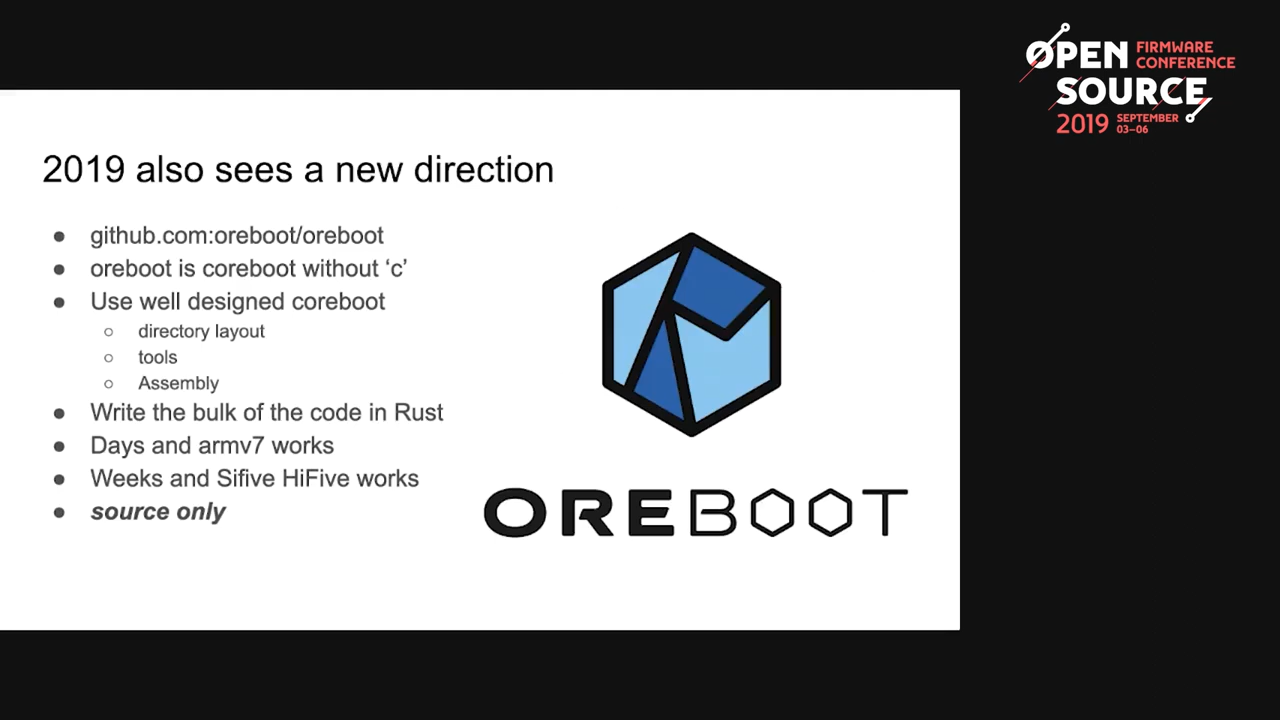 OPEN FIRMWARE CONFERENCE
SOURCE
2019 SEPTEMBER 03–06
2019 also sees a new direction
● github.com:oreboot/oreboot
● oreboot is coreboot without ‘c’
● Use well designed coreboot
○ directory layout
○ tools
○ Assembly
● Write the bulk of the code in Rust
● Days and armv7 works
● Weeks and Sifive HiFive works
● source only
OREBOOT